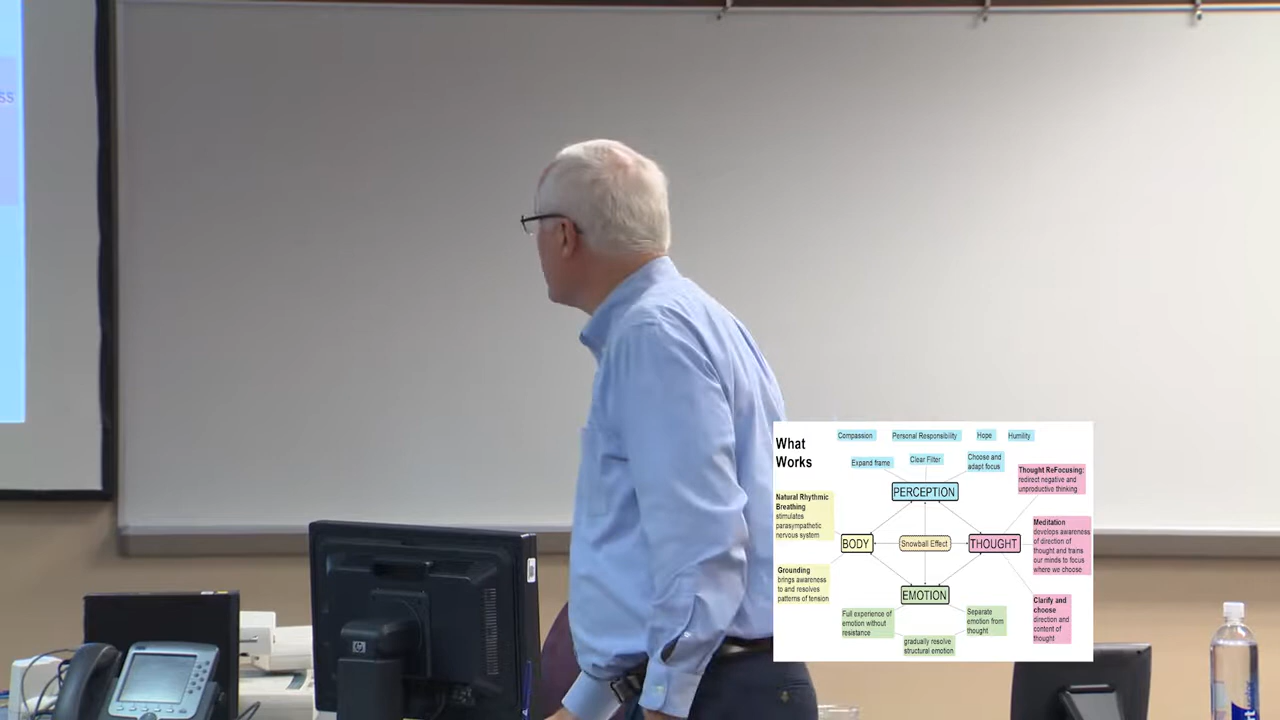 ss
What
Works
Compassion
Personal Responsibility
Hope
Humility
Expand frame
Clear Filter
Choose and
adapt focus
PERCEPTION
Thought ReFocusing:
redirect negative and
unproductive thinking
Natural Rhythmic
Breathing
stimulates
parasympathetic
nervous system
BODY
Snowball Effect
THOUGHT
Meditation
develops awareness
of direction of
thought and trains
our minds to focus
where we choose
Grounding
brings awareness
to and resolves
patterns of tension
EMOTION
Full experience of
emotion without
resistance
Separate
emotion from
thought
gradually resolve
structural emotion
Clarify and
choose
direction and
content of
thought
hp